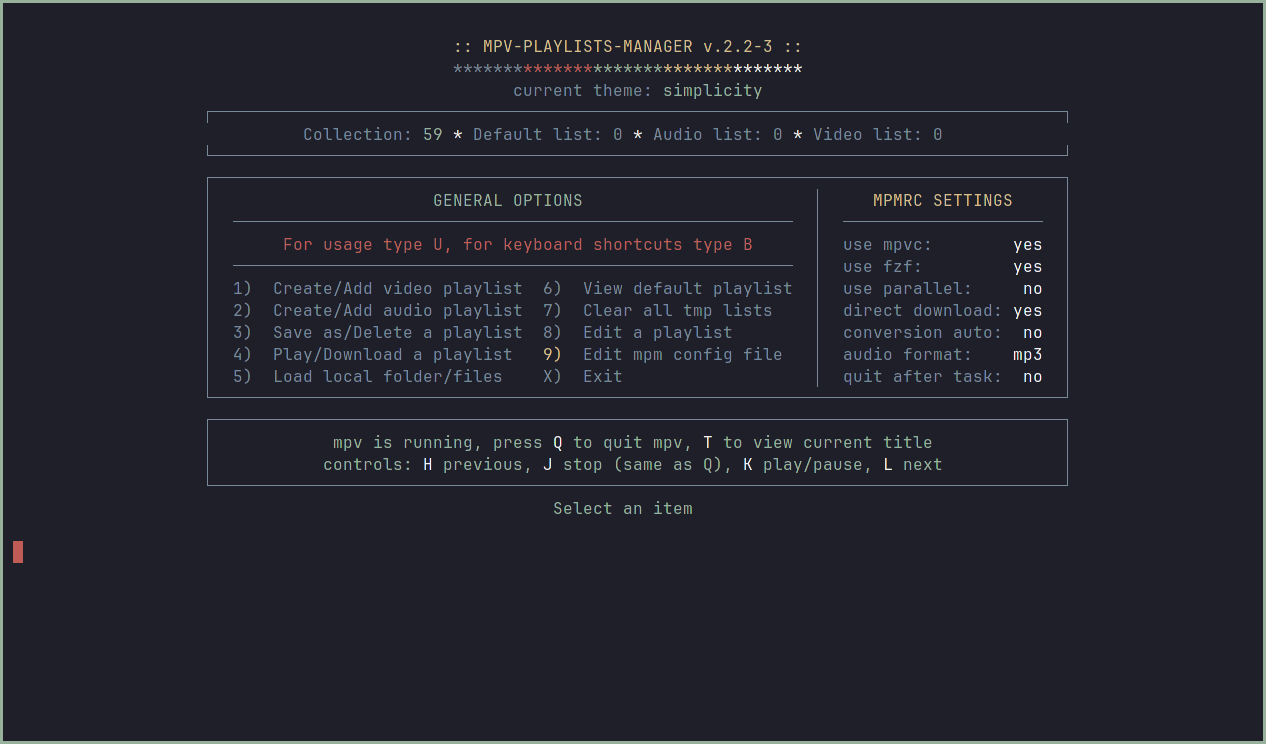 :: MPV-PLAYLISTS-MANAGER v.2.2-3 ::
***********************************
current theme: simplicity
Collection: 59 * Default list: 0 * Audio list: 0 * Video list: 0
GENERAL OPTIONS
For usage type U, for keyboard shortcuts type B
1) Create/Add video playlist 6) View default playlist
2) Create/Add audio playlist 7) Clear all tmp lists
3) Save as/Delete a playlist 8) Edit a playlist
4) Play/Download a playlist 9) Edit mpm config file
5) Load local folder/files X) Exit
MPMRC SETTINGS
use mpvc: yes
use fzf: yes
use parallel: no
direct download: yes
conversion auto: no
audio format: mp3
quit after task: no
mpv is running, press Q to quit mpv, T to view current title
controls: H previous, J stop (same as Q), K play/pause, L next
Select an item